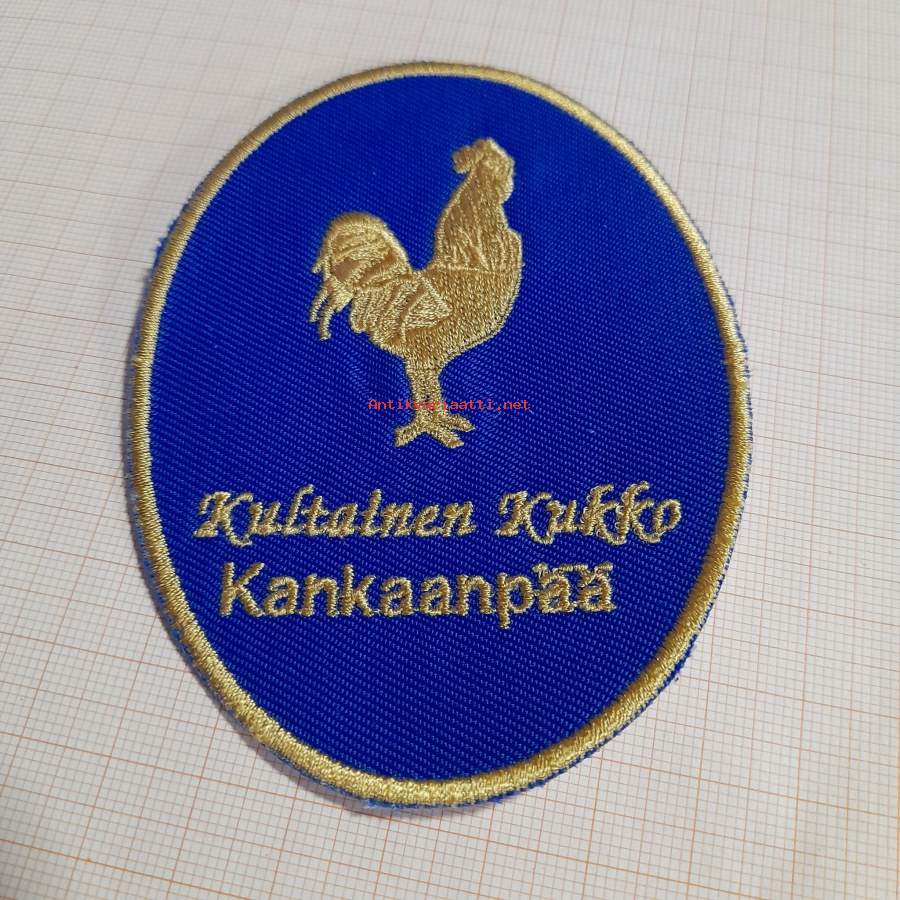 Antikvariaatti.net
Kultainen Kukko
Kankaanpää